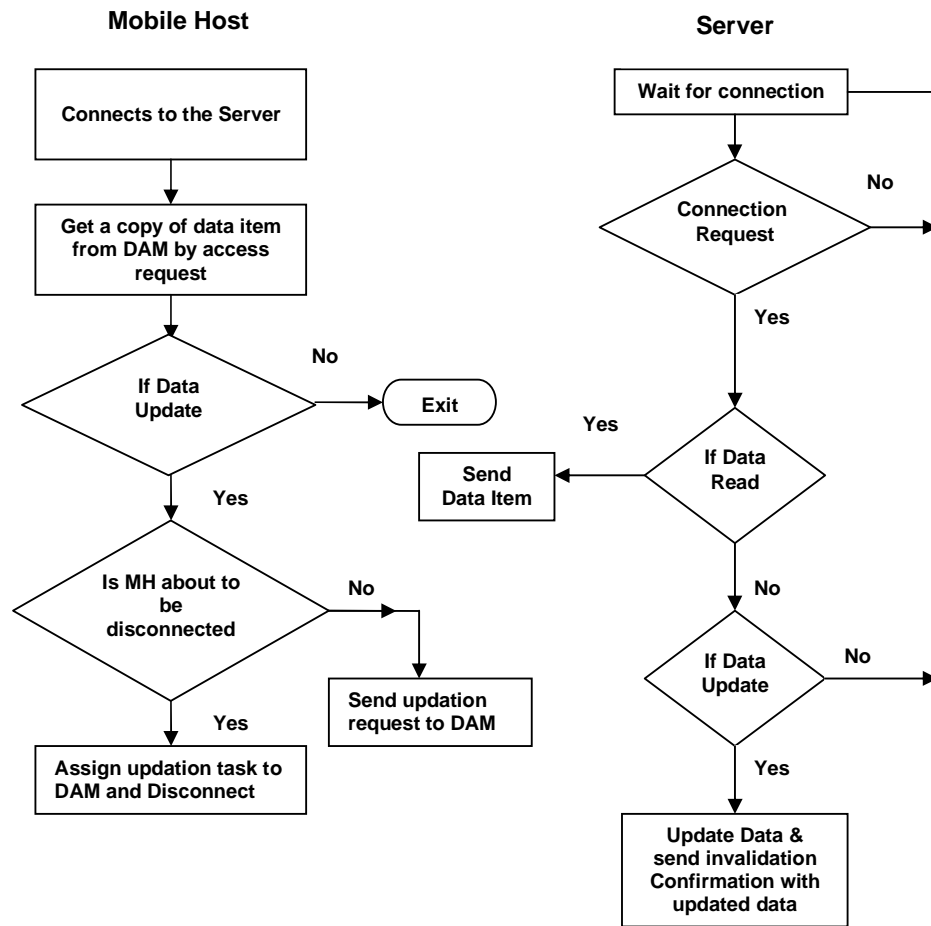 Mobile Host
Connects to the Server
Get a copy of data item
from DAM by access
request
If Data
Update
No
Exit
Yes
Is MH about to
be
disconnected
No
Send updation
request to DAM
Yes
Assign updation task to
DAM and Disconnect
Server
Wait for connection
Connection
Request
No
Yes
If Data
Read
Yes
Send
Data Item
No
If Data
Update
No
Yes
Update Data &
send invalidation
Confirmation with
updated data